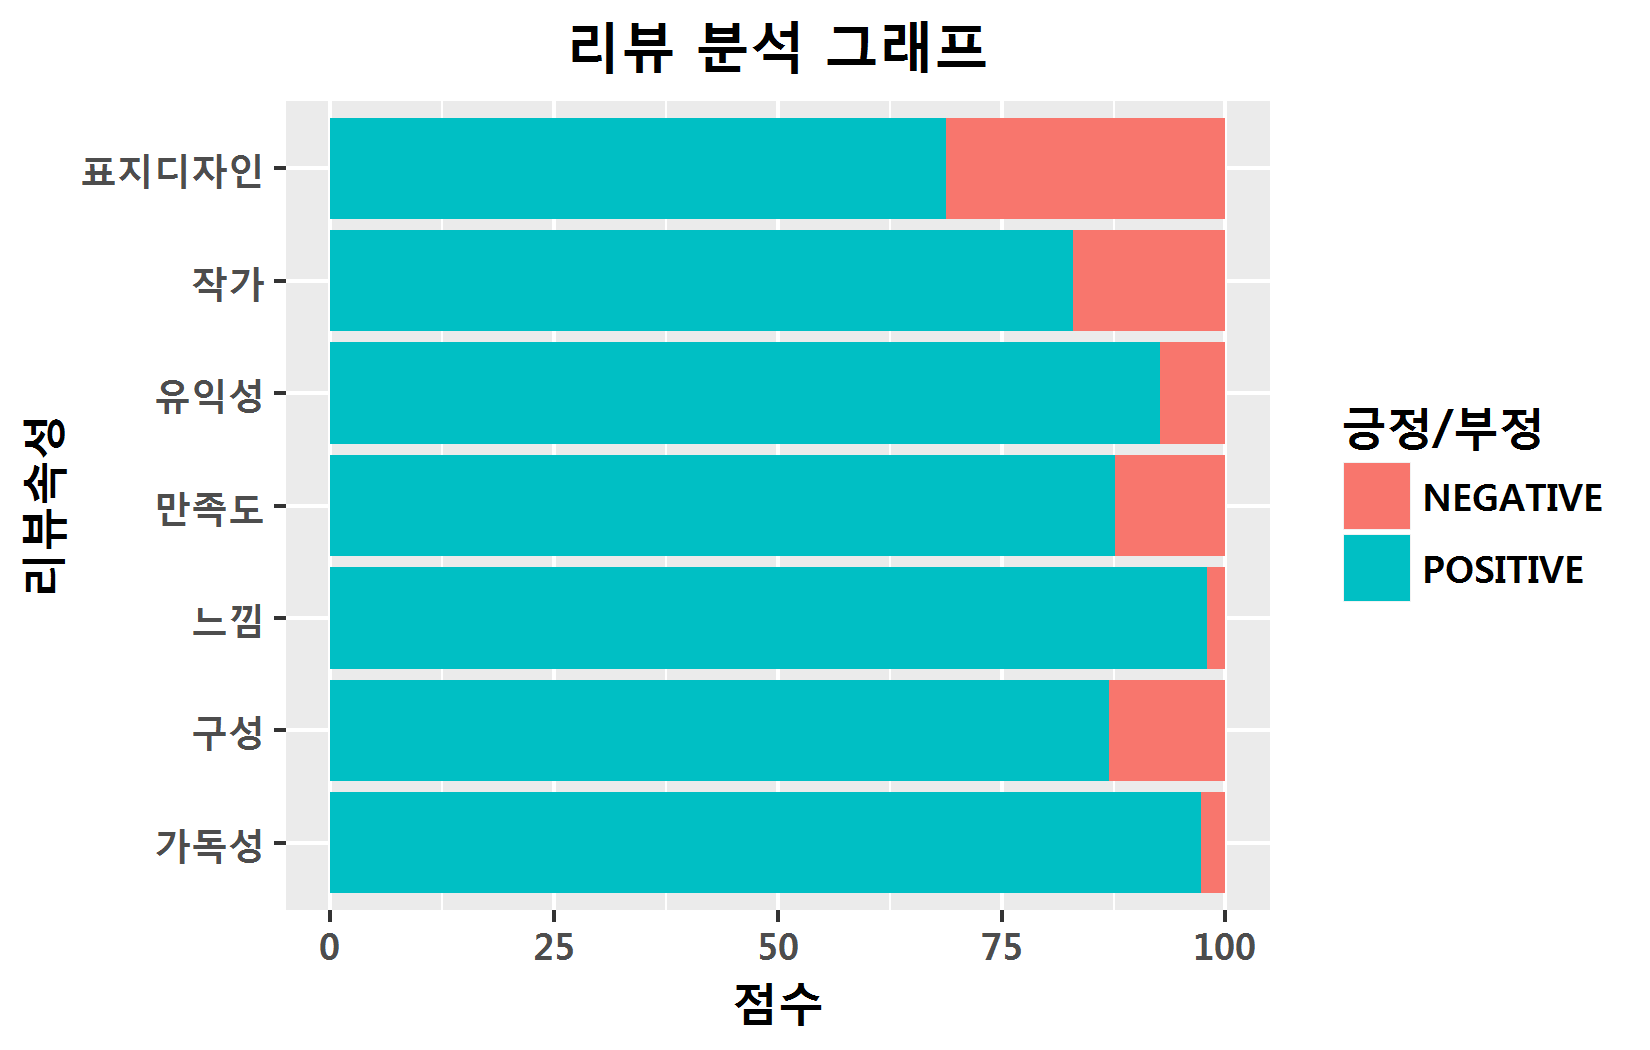 리뷰 분석 그래프
표지디자인
작가
유익성
만족도
느낌
구성
가독성
리뷰속성
0 25 50 75 100
점수
긍정/부정
NEGATIVE
POSITIVE